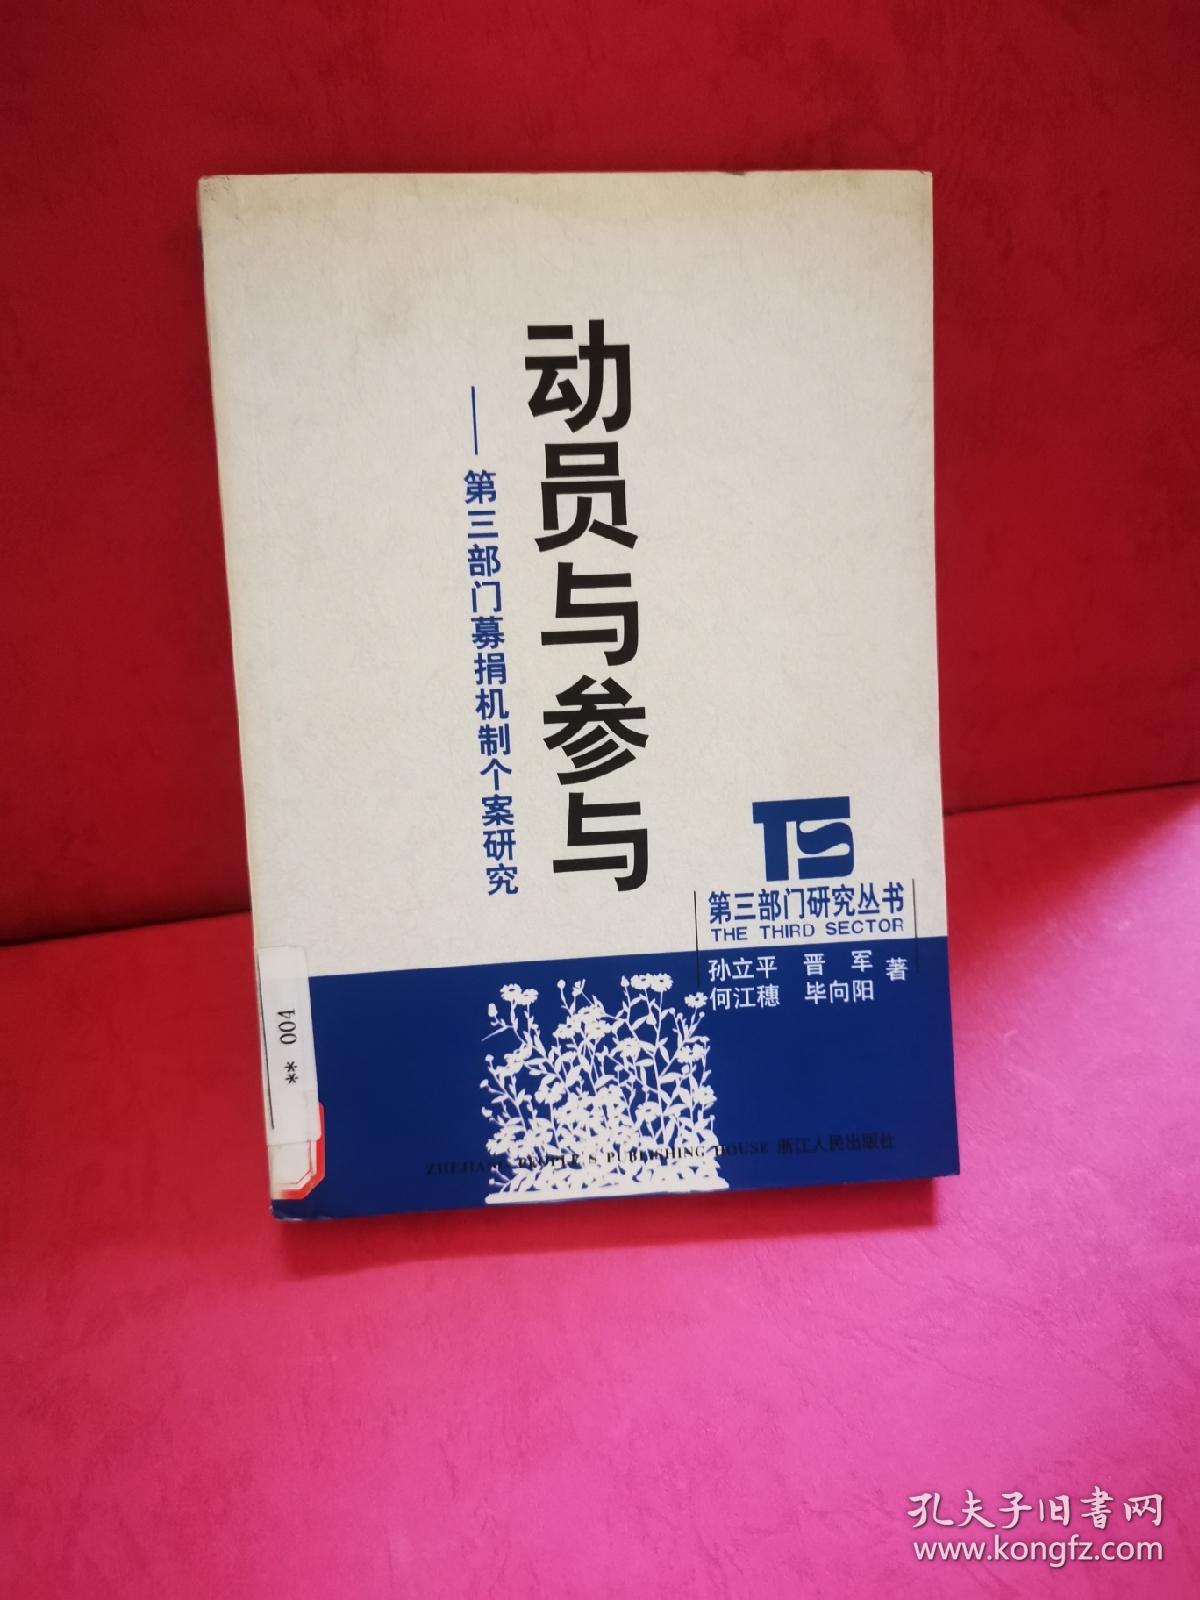 动员与参与
——第三部门募捐机制个案研究
TS
第三部门研究丛书
THE THIRD SECTOR
孙立平 晋军
何江穗 毕向阳 著
** 004
ZHEJIANG PEOPLE'S PUBLISHING HOUSE 浙江人民出版社
孔夫子旧书网
www.kongfz.com